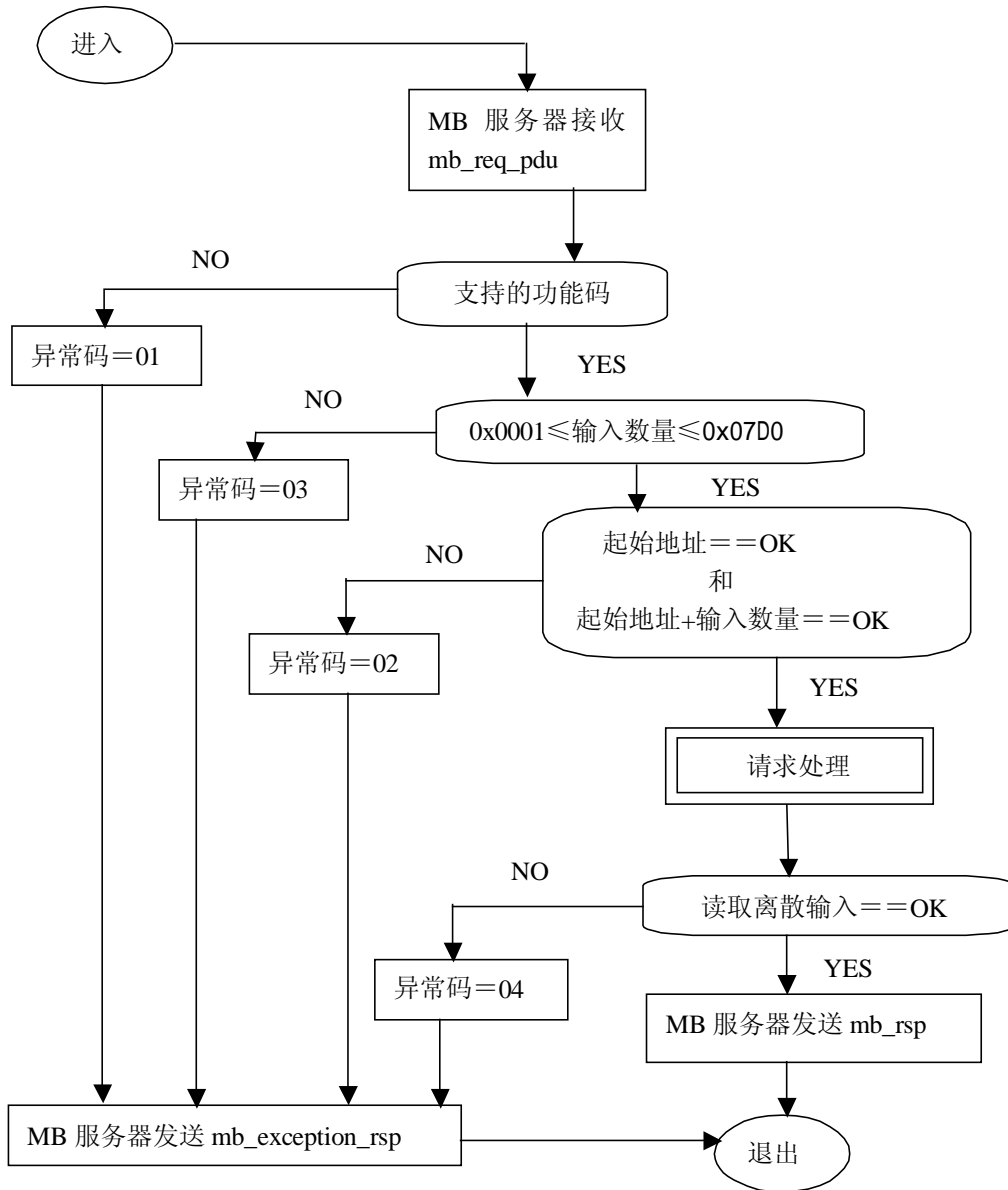 进入
MB 服务器接收
mb_req_pdu
NO
支持的功能码
异常码＝01
YES
NO
0x0001≤输入数量≤0x07D0
异常码＝03
YES
起始地址＝＝OK
NO
和
起始地址+输入数量＝＝OK
异常码＝02
YES
请求处理
NO
读取离散输入＝＝OK
YES
异常码＝04
MB 服务器发送 mb_rsp
MB 服务器发送 mb_exception_rsp
退出